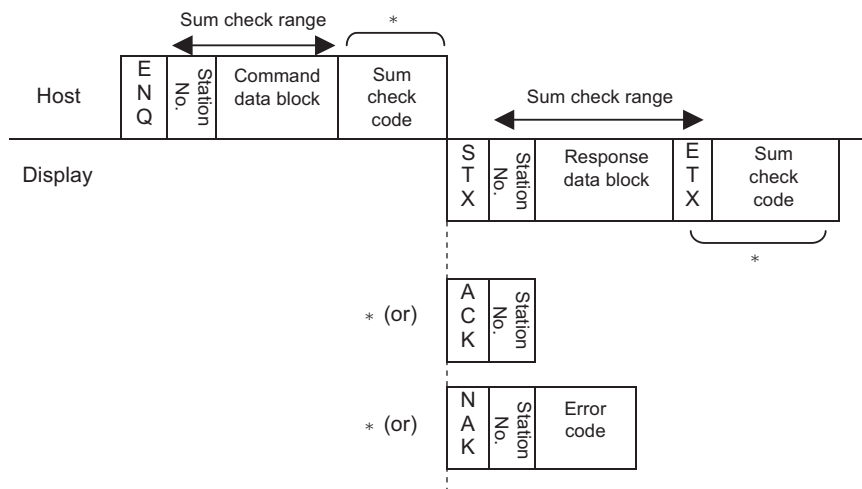 Sum check range
*
Host
E
N
Q
Station
No.
Command
data block
Sum
check
code
Sum check range
Display
S
T
X
Station
No.
Response
data block
E
T
X
Sum
check
code
*
* (or)
A
C
K
Station
No.
* (or)
N
A
K
Station
No.
Error
code